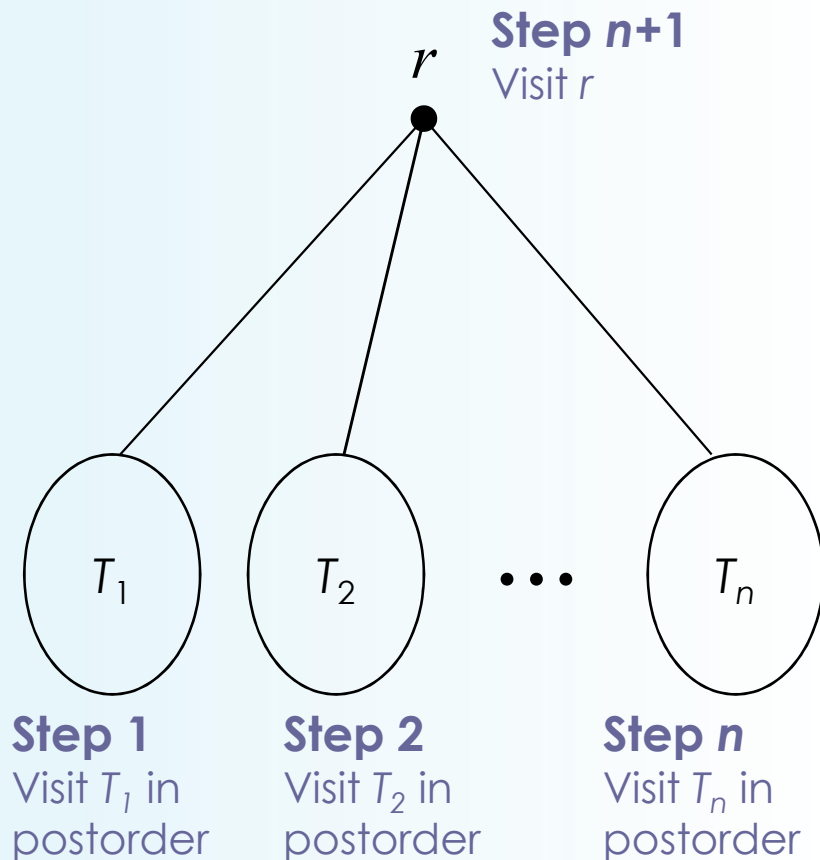 Step n+1
Visit r
r
T₁
T₂
...
Tₙ
Step 1
Visit T₁ in
postorder
Step 2
Visit T₂ in
postorder
Step n
Visit Tₙ in
postorder